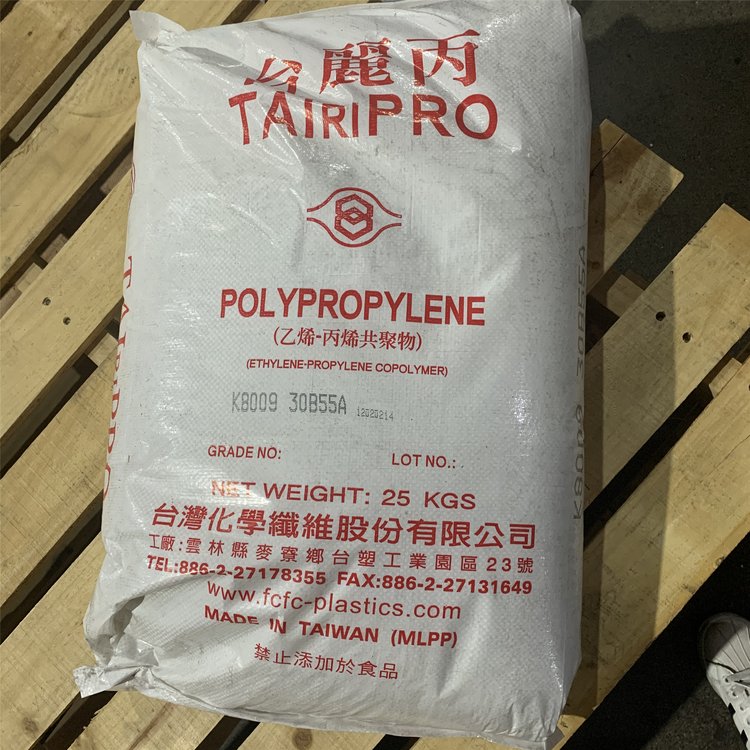 台麗丙
TAIRIPRO
POLYPROPYLENE
(乙烯-丙烯共聚物)
(ETHYLENE-PROPYLENE COPOLYMER)
K8009 30B55A 12020214
GRADE NO:
LOT NO.:
NET WEIGHT: 25 KGS
台灣化學纖維股份有限公司
工廠:雲林縣麥寮鄉台塑工業園區23號
TEL:886-2-27178355 FAX:886-2-27131649
www.fcfc-plastics.com
MADE IN TAIWAN (MLPP)
禁止添加於食品
TAIRIPRO
K8009 30B55A